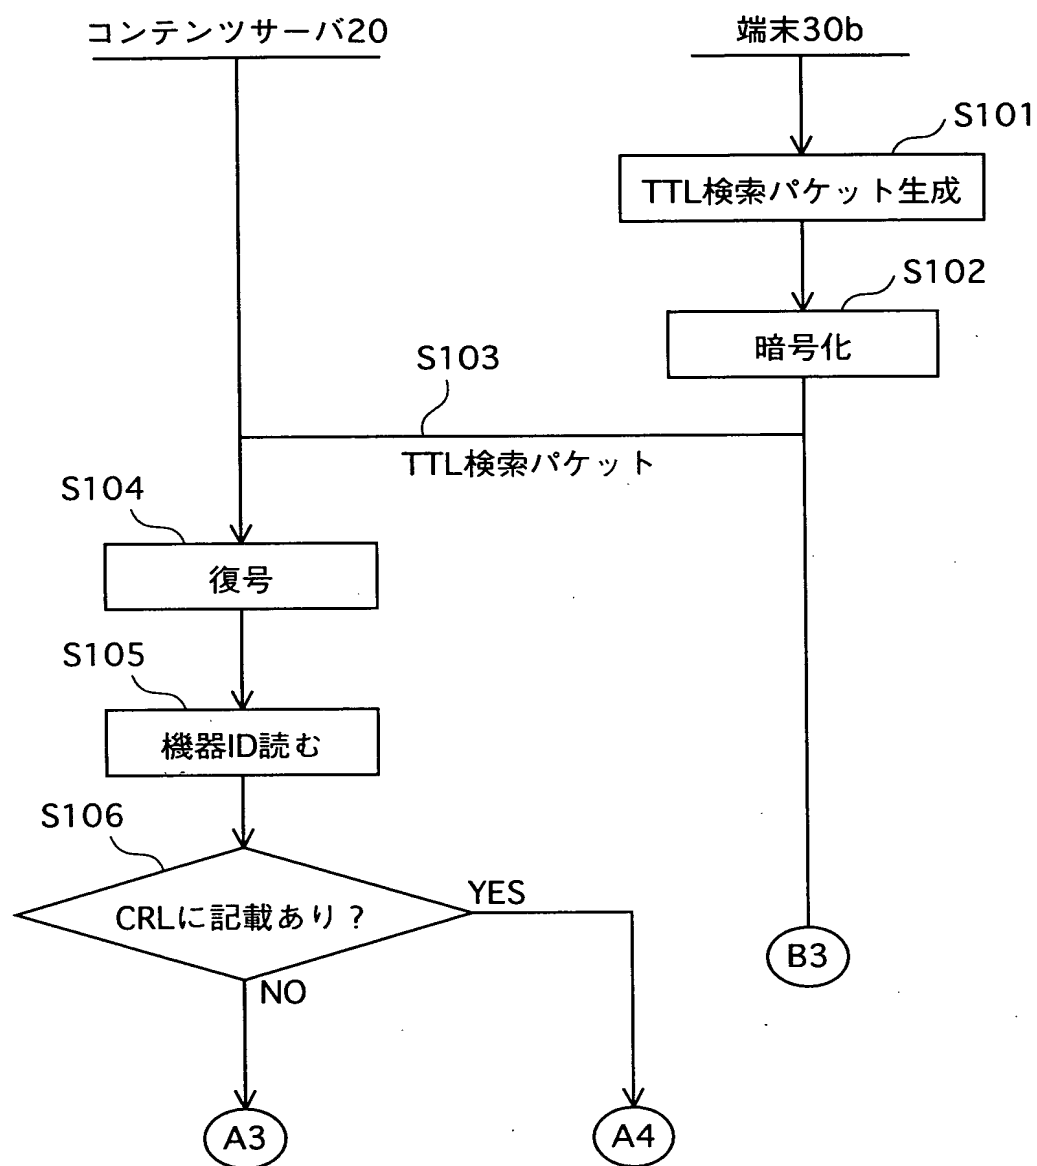 コンテンツサーバ20
端末30b
S101
TTL検索パケット生成
S102
暗号化
S103
TTL検索パケット
S104
復号
S105
機器ID読む
S106
CRLに記載あり？
YES
NO
B3
A3
A4